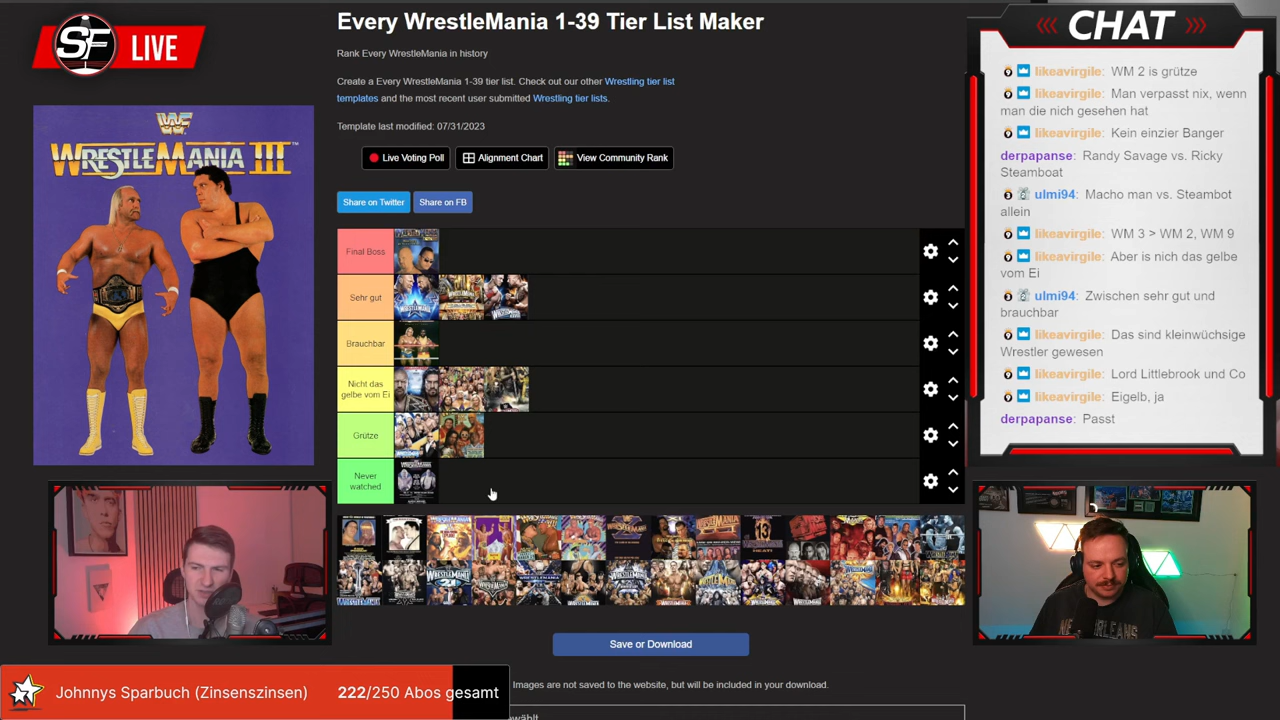 SF LIVE
Every WrestleMania 1-39 Tier List Maker
Rank Every WrestleMania in history
Create a Every WrestleMania 1-39 tier list. Check out our other Wrestling tier list
templates and the most recent user submitted Wrestling tier lists.
Template last modified: 07/31/2023
Live Voting Poll
Alignment Chart
View Community Rank
Share on Twitter
Share on FB
WF
WRESTLEMANIA III
TM
Final Boss
Sehr gut
Brauchbar
Nicht das
gelbe vom Ei
Grütze
Never
watched
13
Save or Download
Images are not saved to the website, but will be included in your download.
CHAT
likeavirgile: WM 2 is grütze
likeavirgile: Man verpasst nix, wenn
man die nich gesehen hat
likeavirgile: Kein einzier Banger
derpapanse: Randy Savage vs. Ricky
Steamboat
ulmi94: Macho man vs. Steambot
allein
likeavirgile: WM 3 > WM 2, WM 9
likeavirgile: Aber is nich das gelbe
vom Ei
ulmi94: Zwischen sehr gut und
brauchbar
likeavirgile: Das sind kleinwüchsige
Wrestler gewesen
likeavirgile: Lord Littlebrook und Co
likeavirgile: Eigelb, ja
derpapanse: Passt
NEW ORLEANS
Johnnys Sparbuch (Zinsenszinsen)
222/250 Abos gesamt